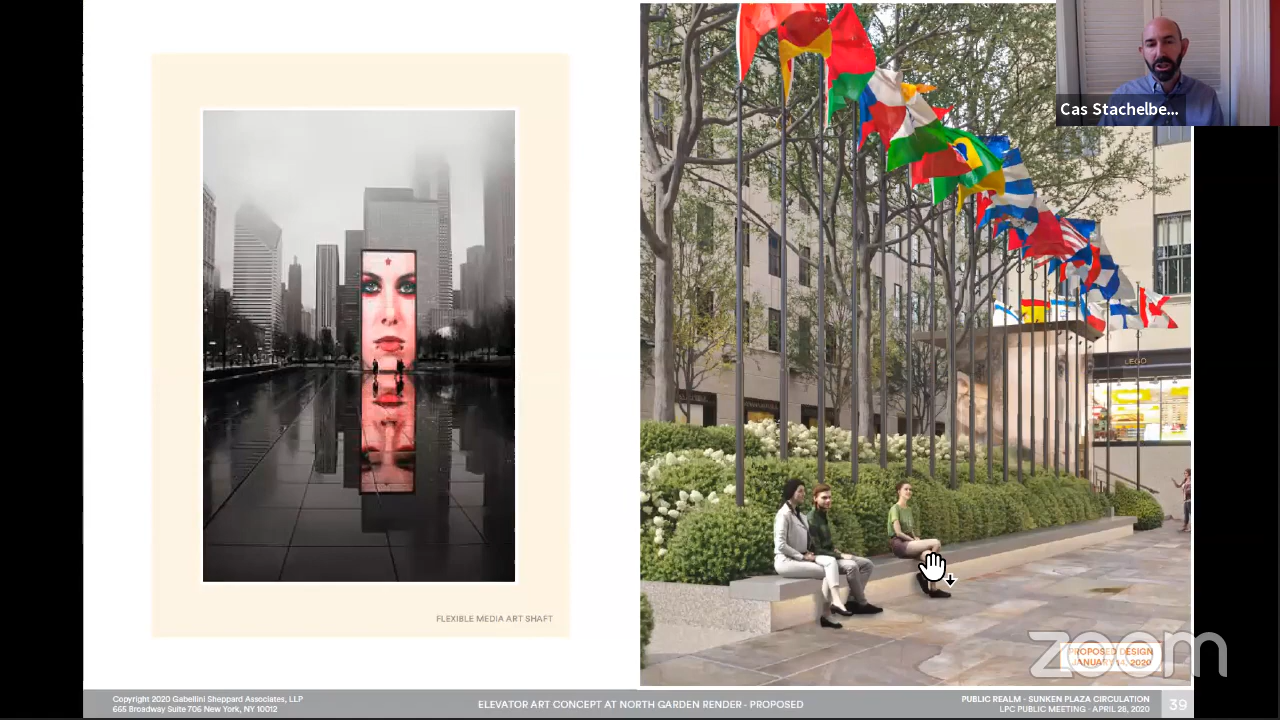 Cas Stachelbe...
LEGO
FLEXIBLE MEDIA ART SHAFT
PROPOSED DESIGN
JANUARY 14, 2020
zoom
Copyright 2020 Gabellini Sheppard Associates, LLP
665 Broadway Suite 706 New York, NY 10012
ELEVATOR ART CONCEPT AT NORTH GARDEN RENDER - PROPOSED
PUBLIC REALM - SUNKEN PLAZA CIRCULATION
LPC PUBLIC MEETING - APRIL 28, 2020
39